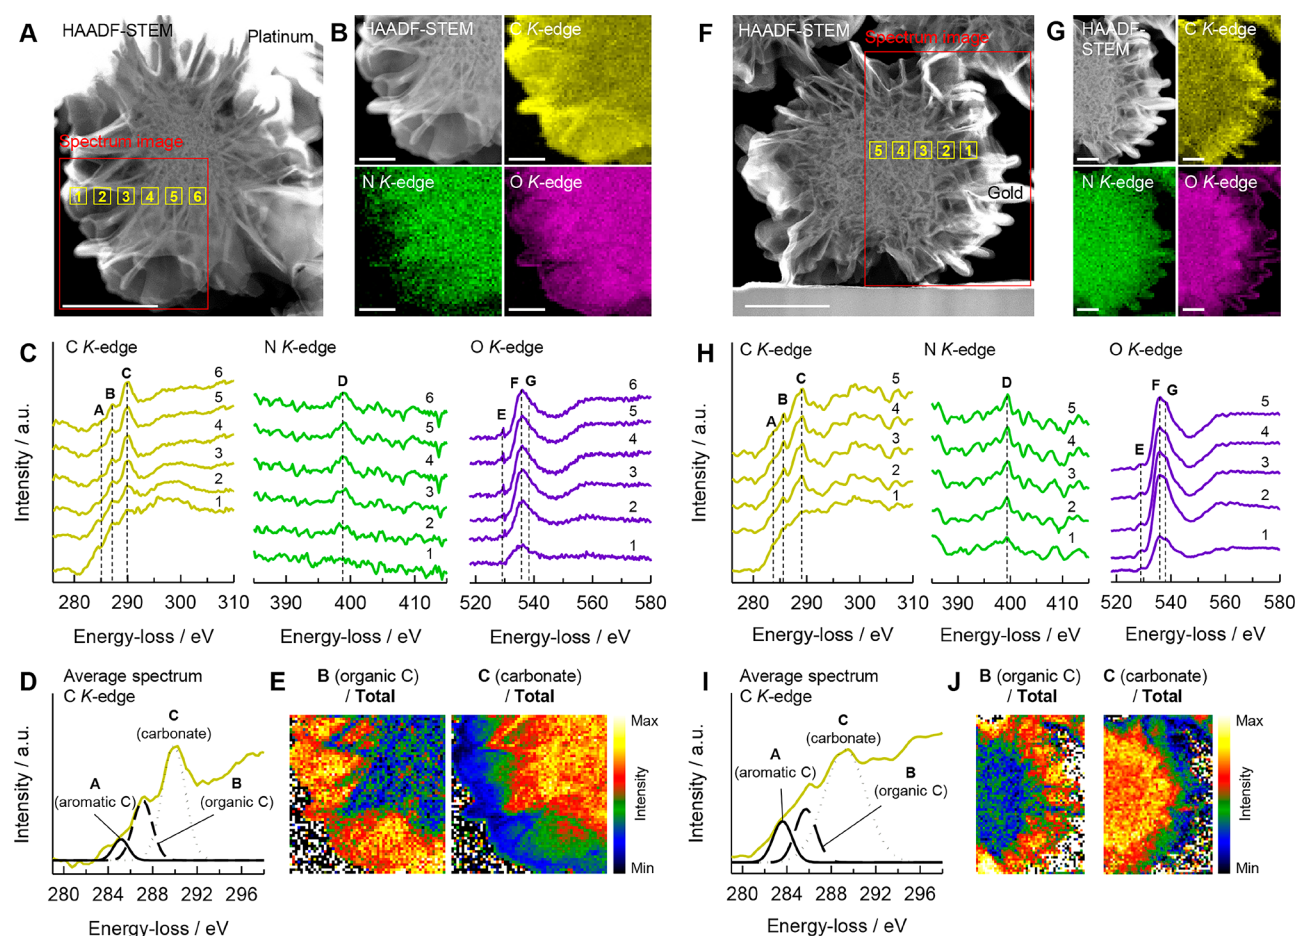 A
HAADF-STEM
Platinum
Spectrum image
1 2 3 4 5 6
B
HAADF-STEM
C K-edge
N K-edge
O K-edge
F
HAADF-STEM
Spectrum image
5 4 3 2 1
Gold
G
HAADF-
STEM
C K-edge
N K-edge
O K-edge
C
C K-edge
N K-edge
O K-edge
Intensity / a.u.
A
B
C
6
5
4
3
2
1
D
6
5
4
3
2
1
E
F
G
6
5
4
3
2
1
280 290 300 310
390 400 410
520 540 560 580
Energy-loss / eV
Energy-loss / eV
Energy-loss / eV
H
C K-edge
N K-edge
O K-edge
Intensity / a.u.
A
B
C
5
4
3
2
1
D
5
4
3
2
1
E
F
G
5
4
3
2
1
280 290 300 310
390 400 410
520 540 560 580
Energy-loss / eV
Energy-loss / eV
Energy-loss / eV
D
Average spectrum
C K-edge
Intensity / a.u.
C
(carbonate)
A
(aromatic C)
B
(organic C)
280 284 288 292 296
Energy-loss / eV
E
B (organic C)
/ Total
C (carbonate)
/ Total
Max
Intensity
Min
I
Average spectrum
C K-edge
Intensity / a.u.
C
(carbonate)
A
(aromatic C)
B
(organic C)
280 284 288 292 296
Energy-loss / eV
J
B (organic C)
/ Total
C (carbonate)
/ Total
Max
Intensity
Min